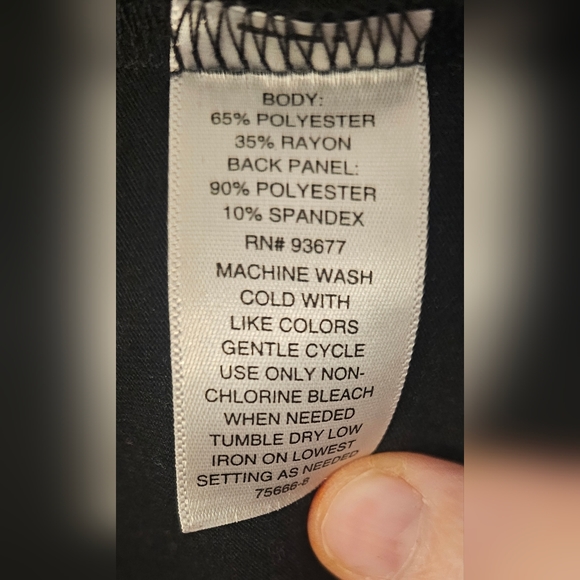 BODY:
65% POLYESTER
35% RAYON
BACK PANEL:
90% POLYESTER
10% SPANDEX
RN# 93677
MACHINE WASH
COLD WITH
LIKE COLORS
GENTLE CYCLE
USE ONLY NON-
CHLORINE BLEACH
WHEN NEEDED
TUMBLE DRY LOW
IRON ON LOWEST
SETTING AS NEEDED
75666-8